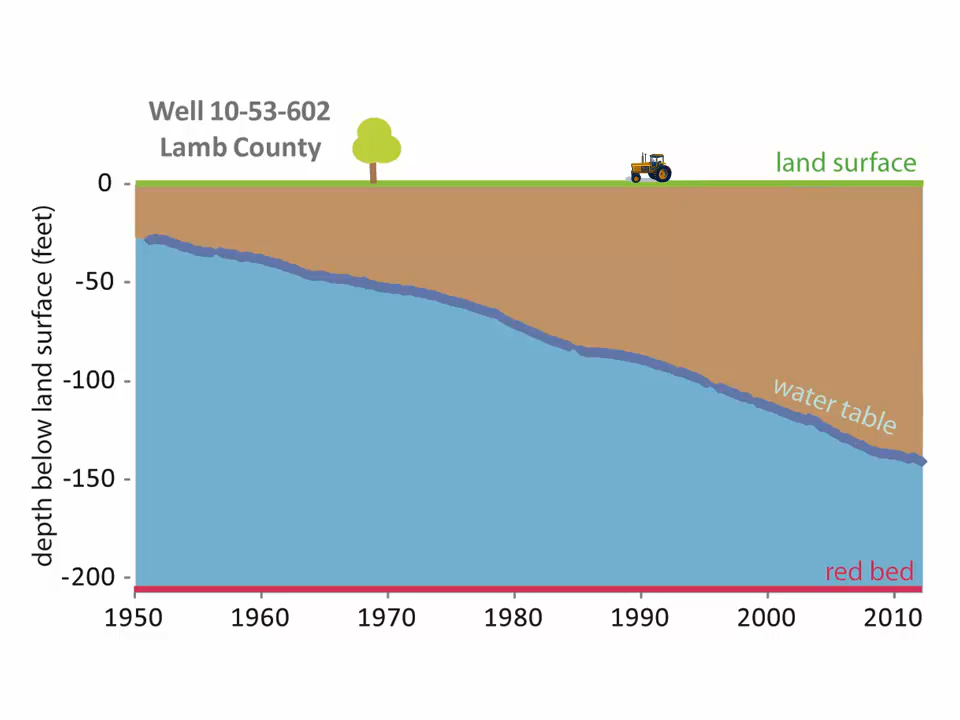 Well 10-53-602
Lamb County
land surface
depth below land surface (feet)
0
-50
-100
-150
-200
water table
red bed
1950 1960 1970 1980 1990 2000 2010